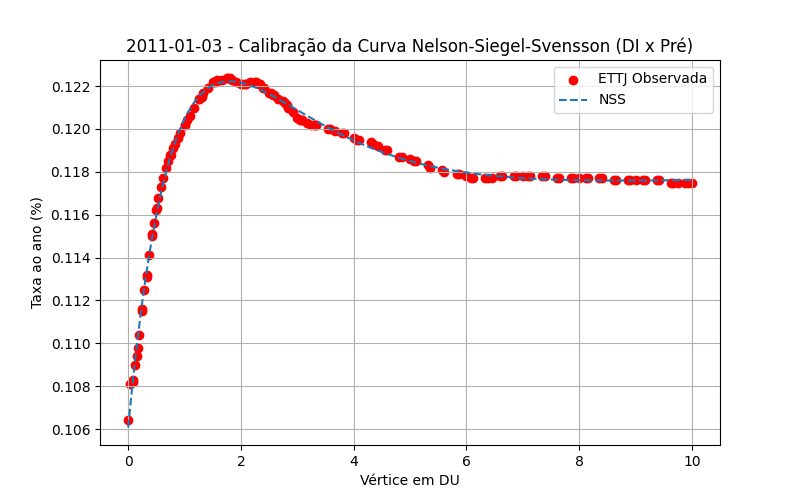 2011-01-03 - Calibração da Curva Nelson-Siegel-Svensson (DI x Pré)
ETTJ Observada
NSS
Taxa ao ano (%)
0.122
0.120
0.118
0.116
0.114
0.112
0.110
0.108
0.106
0 2 4 6 8 10
Vértice em DU